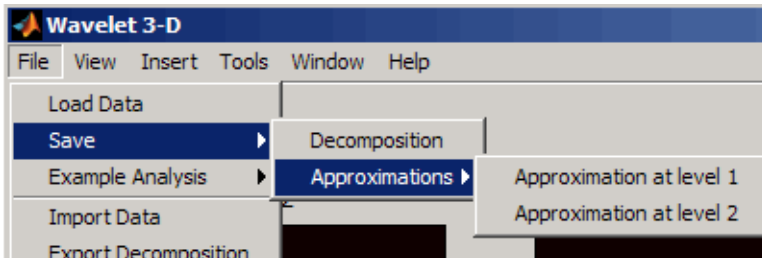 Wavelet 3-D
File View Insert Tools Window Help
Load Data
Save
Decomposition
Example Analysis
Approximations
Approximation at level 1
Import Data
Approximation at level 2
Export Decomposition